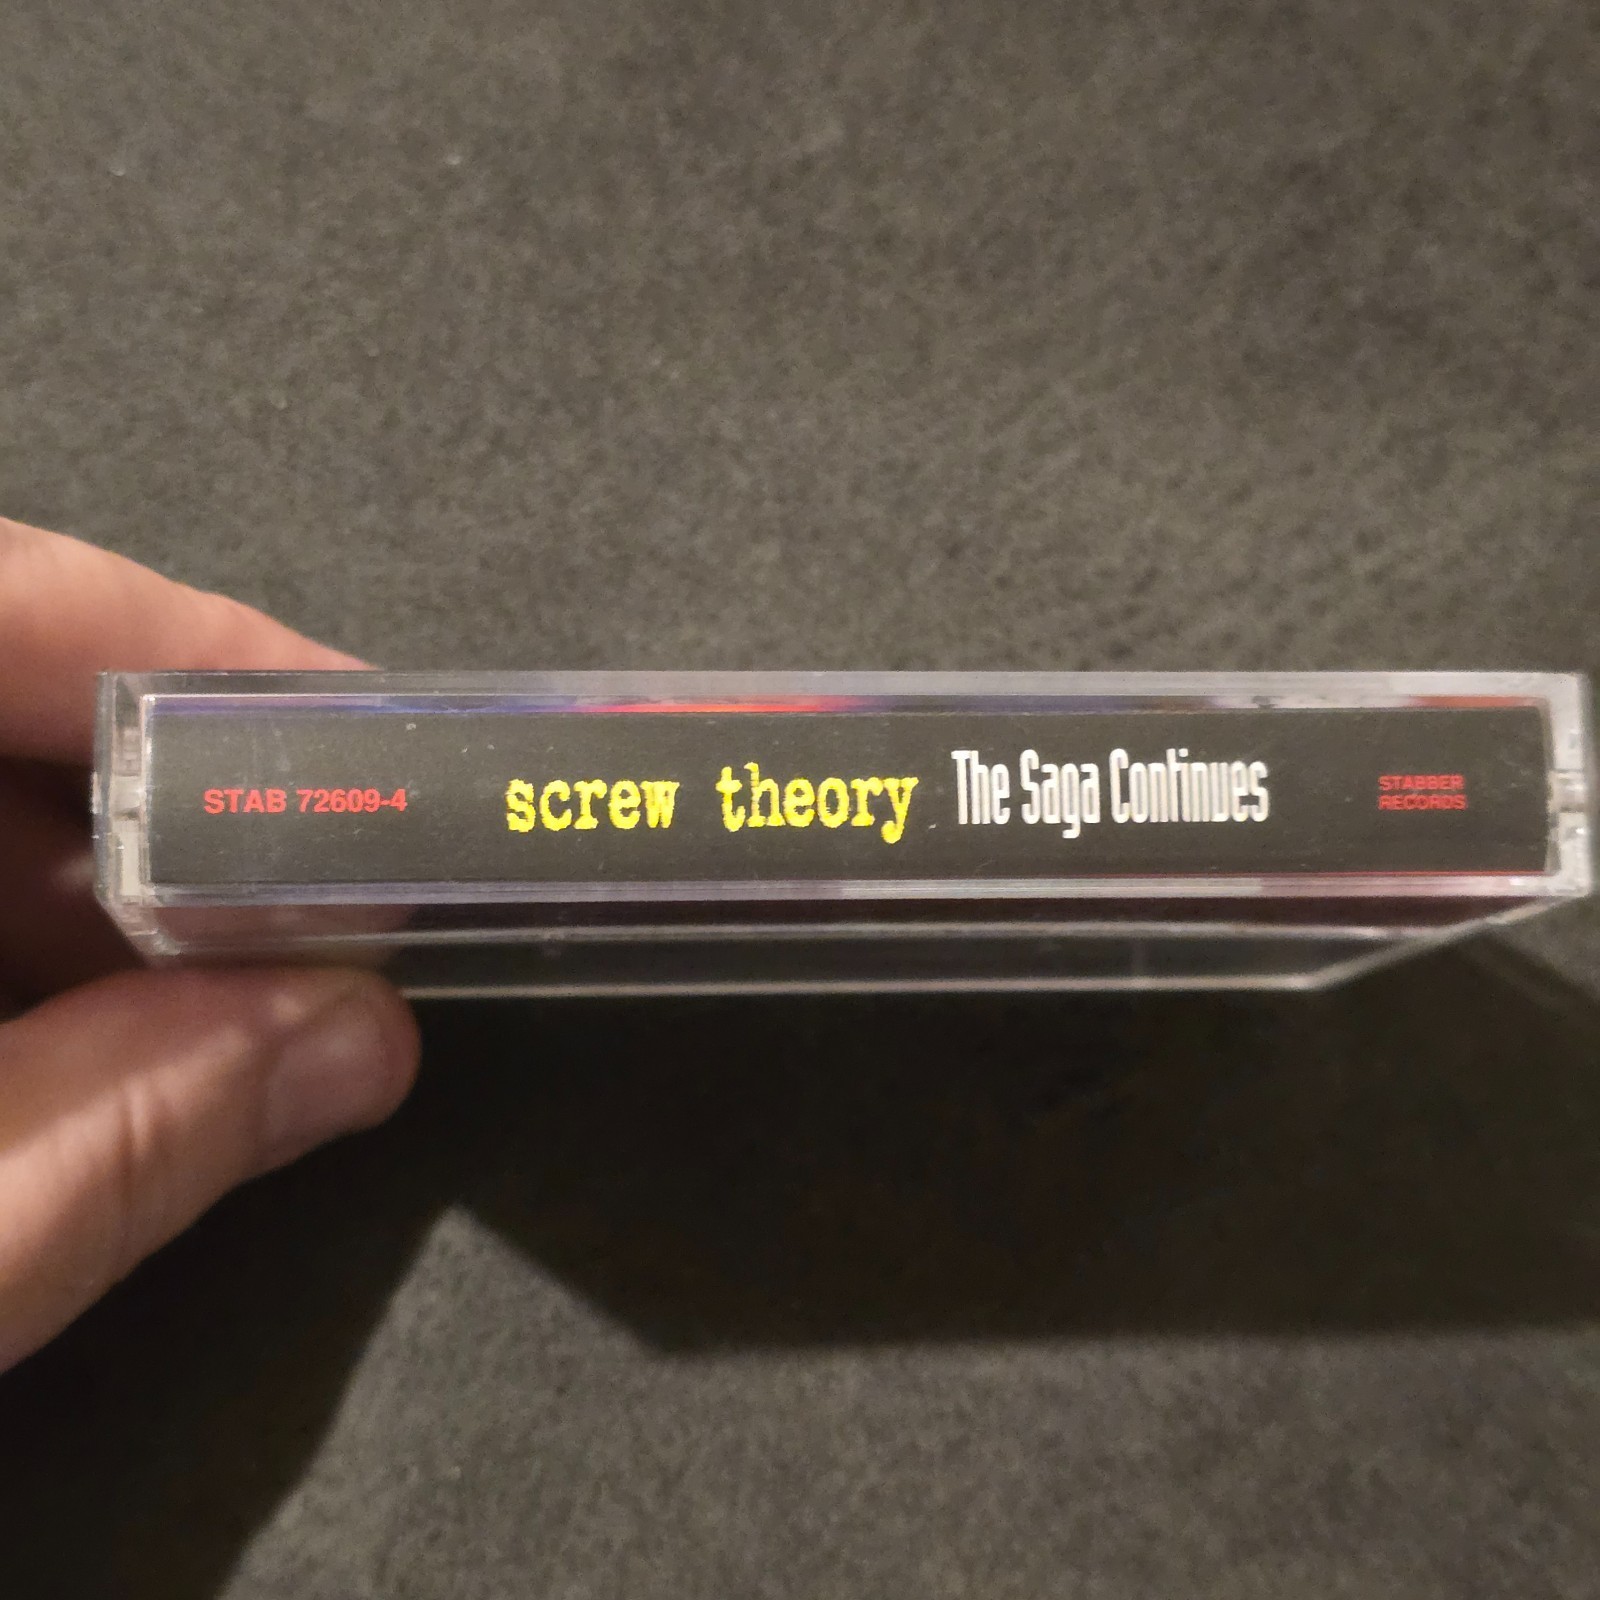 STAB 72609-4
screw theory The Saga Continues
STABBER
RECORDS